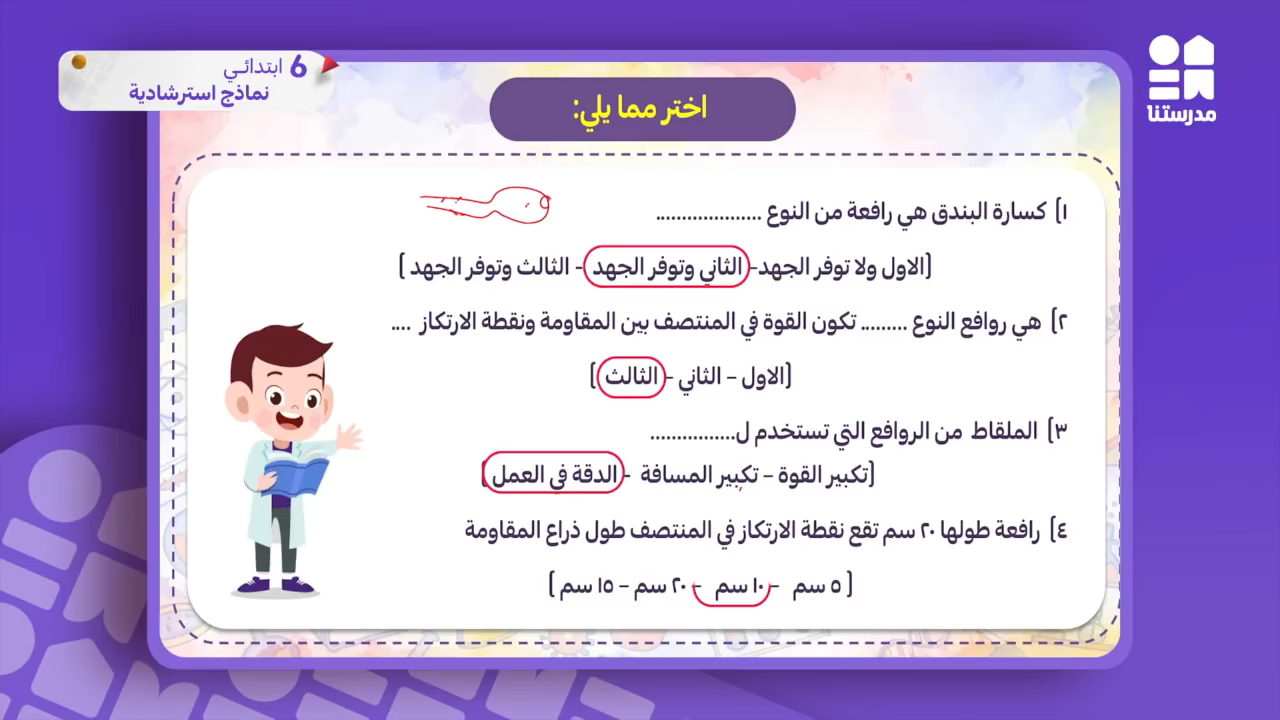 6 ابتدائي
نماذج استرشادية
مدرستنا
اختر مما يلي:
١) كسارة البندق هي رافعة من النوع .....................
(الاول ولا توفر الجهد- الثاني وتوفر الجهد - الثالث وتوفر الجهد )
٢) هي روافع النوع ......... تكون القوة في المنتصف بين المقاومة ونقطة الارتكاز ....
(الاول - الثاني - الثالث)
٣) الملقاط من الروافع التي تستخدم ل.................
(تكبير القوة - تكبير المسافة - الدقة في العمل)
٤) رافعة طولها ٢٠ سم تقع نقطة الارتكاز في المنتصف طول ذراع المقاومة
( ٥ سم - ١٠ سم - ٢٠ سم - ١٥ سم )